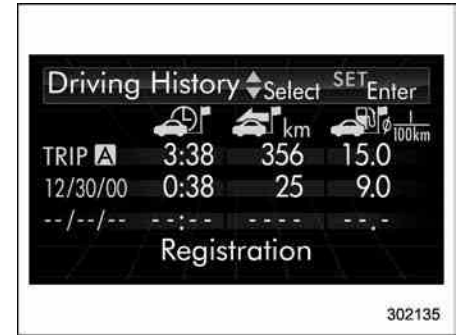 Driving History Select SET Enter
km l/100km
TRIP A 3:38 356 15.0
12/30/00 0:38 25 9.0
--/--/-- --:-- ---- --.-
Registration
302135